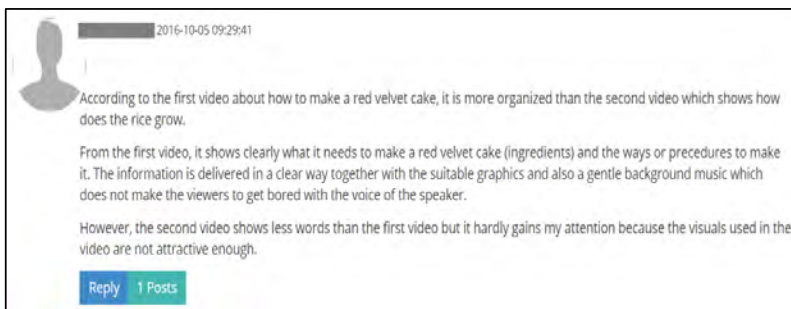 2016-10-05 09:29:41
According to the first video about how to make a red velvet cake, it is more organized than the second video which shows how
does the rice grow.
From the first video, it shows clearly what it needs to make a red velvet cake (ingredients) and the ways or precedures to make
it. The information is delivered in a clear way together with the suitable graphics and also a gentle background music which
does not make the viewers to get bored with the voice of the speaker.
However, the second video shows less words than the first video but it hardly gains my attention because the visuals used in the
video are not attractive enough.
Reply 1 Posts